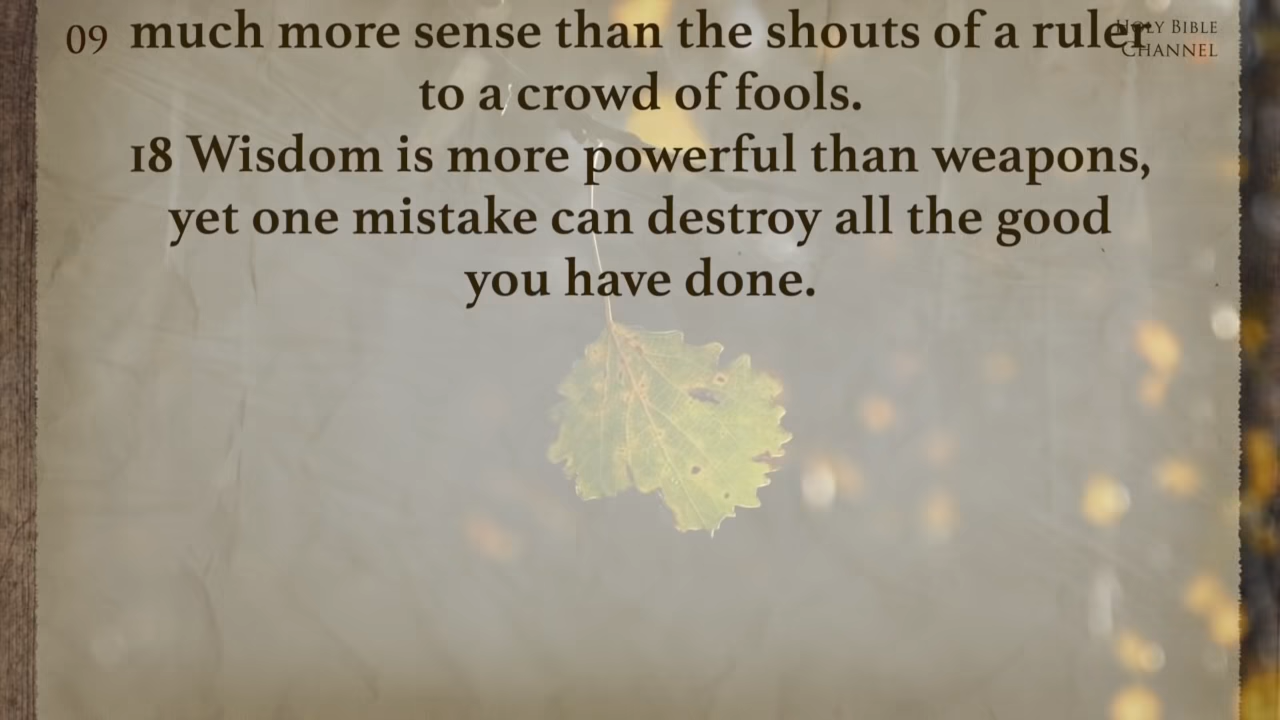 09
much more sense than the shouts of a ruler
HOLY BIBLE
CHANNEL
to a crowd of fools.
18 Wisdom is more powerful than weapons,
yet one mistake can destroy all the good
you have done.